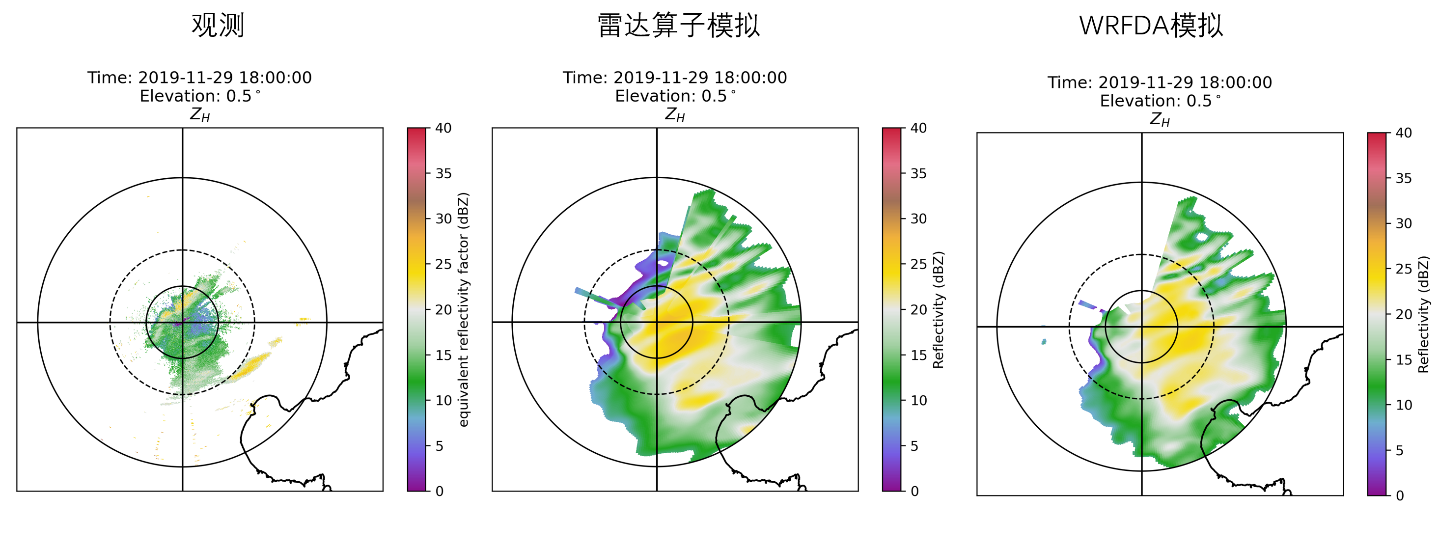 观测
雷达算子模拟
WRFDA模拟
Time: 2019-11-29 18:00:00
Elevation: 0.5°
Z_H
40
35
30
25
20
15
10
5
0
equivalent reflectivity factor (dBZ)
Time: 2019-11-29 18:00:00
Elevation: 0.5°
Z_H
40
35
30
25
20
15
10
5
0
Reflectivity (dBZ)
Time: 2019-11-29 18:00:00
Elevation: 0.5°
Z_H
40
35
30
25
20
15
10
5
0
Reflectivity (dBZ)